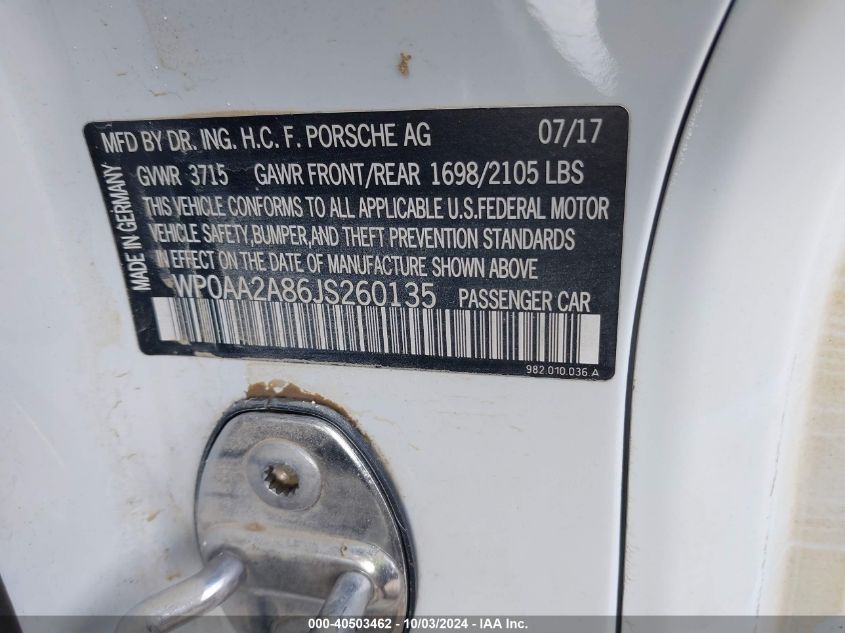 MFD BY DR. ING. H.C. F. PORSCHE AG 07/17
GVWR 3715 GAWR FRONT/REAR 1698/2105 LBS
THIS VEHICLE CONFORMS TO ALL APPLICABLE U.S.FEDERAL MOTOR
VEHICLE SAFETY,BUMPER,AND THEFT PREVENTION STANDARDS
IN EFFECT ON THE DATE OF MANUFACTURE SHOWN ABOVE
WP0AA2A86JS260135 PASSENGER CAR
982.010.036.A
MADE IN GERMANY
000-40503462 - 10/03/2024 - IAA Inc.